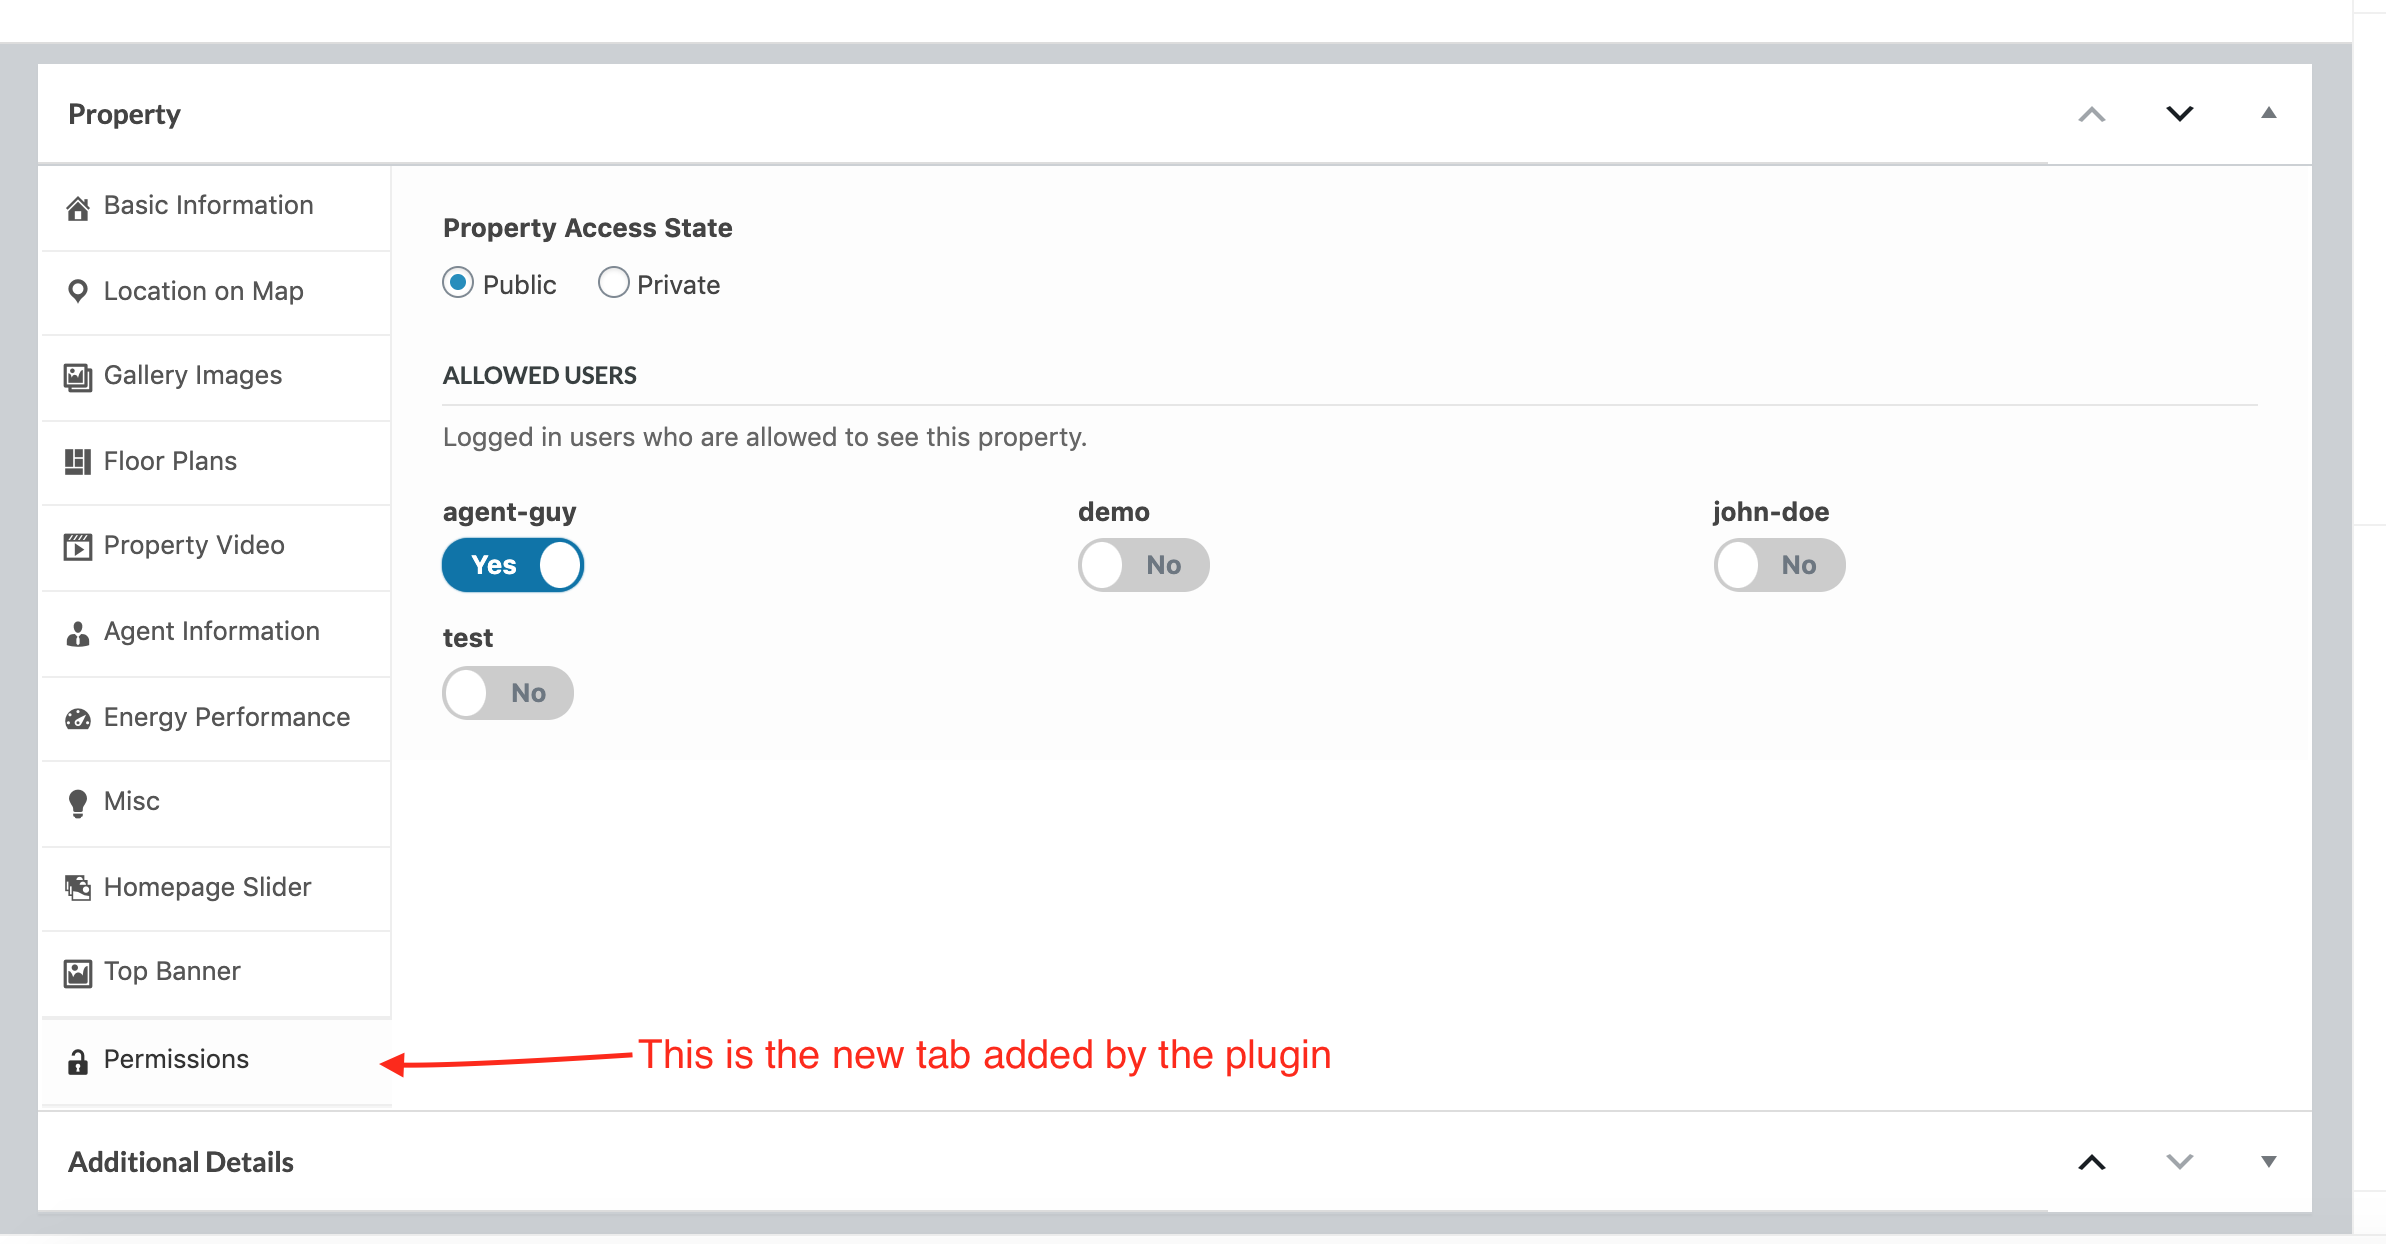 Property
Basic Information
Location on Map
Gallery Images
Floor Plans
Property Video
Agent Information
Energy Performance
Misc
Homepage Slider
Top Banner
Permissions
Property Access State
Public Private
ALLOWED USERS
Logged in users who are allowed to see this property.
agent-guy demo john-doe
Yes No No
test
No
This is the new tab added by the plugin
Additional Details